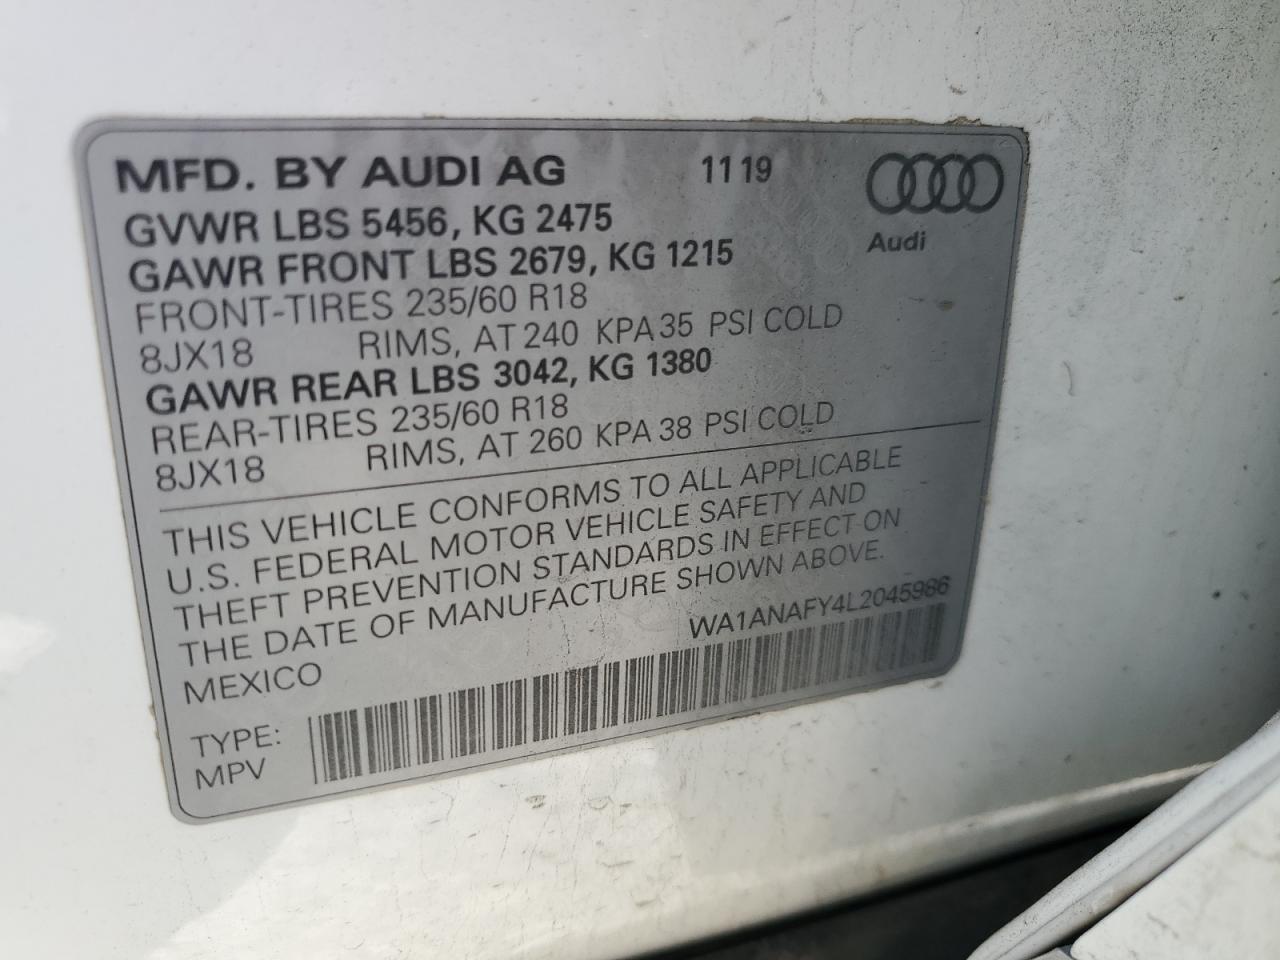 MFD. BY AUDI AG 11 19
GVWR LBS 5456, KG 2475
GAWR FRONT LBS 2679, KG 1215
FRONT-TIRES 235/60 R18
8JX18 RIMS, AT 240 KPA 35 PSI COLD
GAWR REAR LBS 3042, KG 1380
REAR-TIRES 235/60 R18
8JX18 RIMS, AT 260 KPA 38 PSI COLD
Audi
THIS VEHICLE CONFORMS TO ALL APPLICABLE
U.S. FEDERAL MOTOR VEHICLE SAFETY AND
THEFT PREVENTION STANDARDS IN EFFECT ON
THE DATE OF MANUFACTURE SHOWN ABOVE.
MEXICO WA1ANAFY4L2045986
TYPE:
MPV